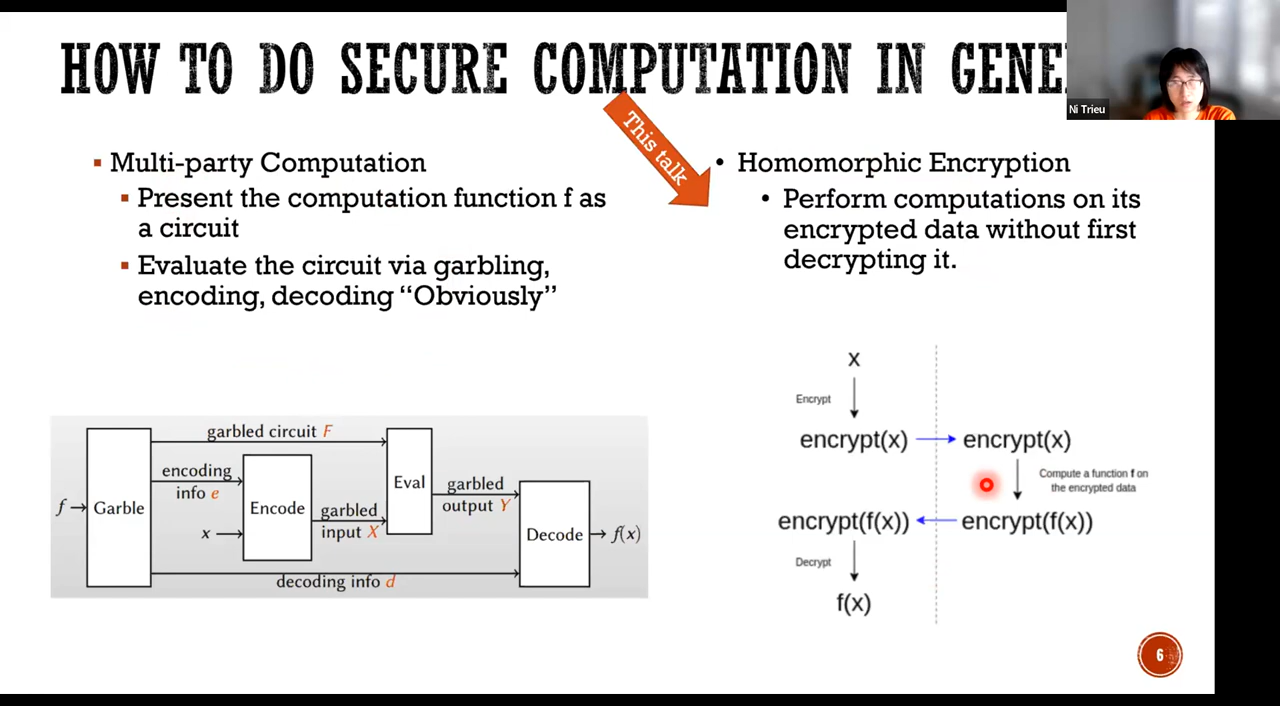 HOW TO DO SECURE COMPUTATION IN GENE
Ni Trieu
This talk
▪ Multi-party Computation
▪ Present the computation function f as
a circuit
▪ Evaluate the circuit via garbling,
encoding, decoding “Obviously”
• Homomorphic Encryption
• Perform computations on its
encrypted data without first
decrypting it.
garbled circuit F
encoding
info e
f
Garble
x
Encode
garbled
input X
Eval
garbled
output Y
Decode
f(x)
decoding info d
x
Encrypt
encrypt(x)
encrypt(x)
Compute a function f on
the encrypted data
encrypt(f(x))
encrypt(f(x))
Decrypt
f(x)
6